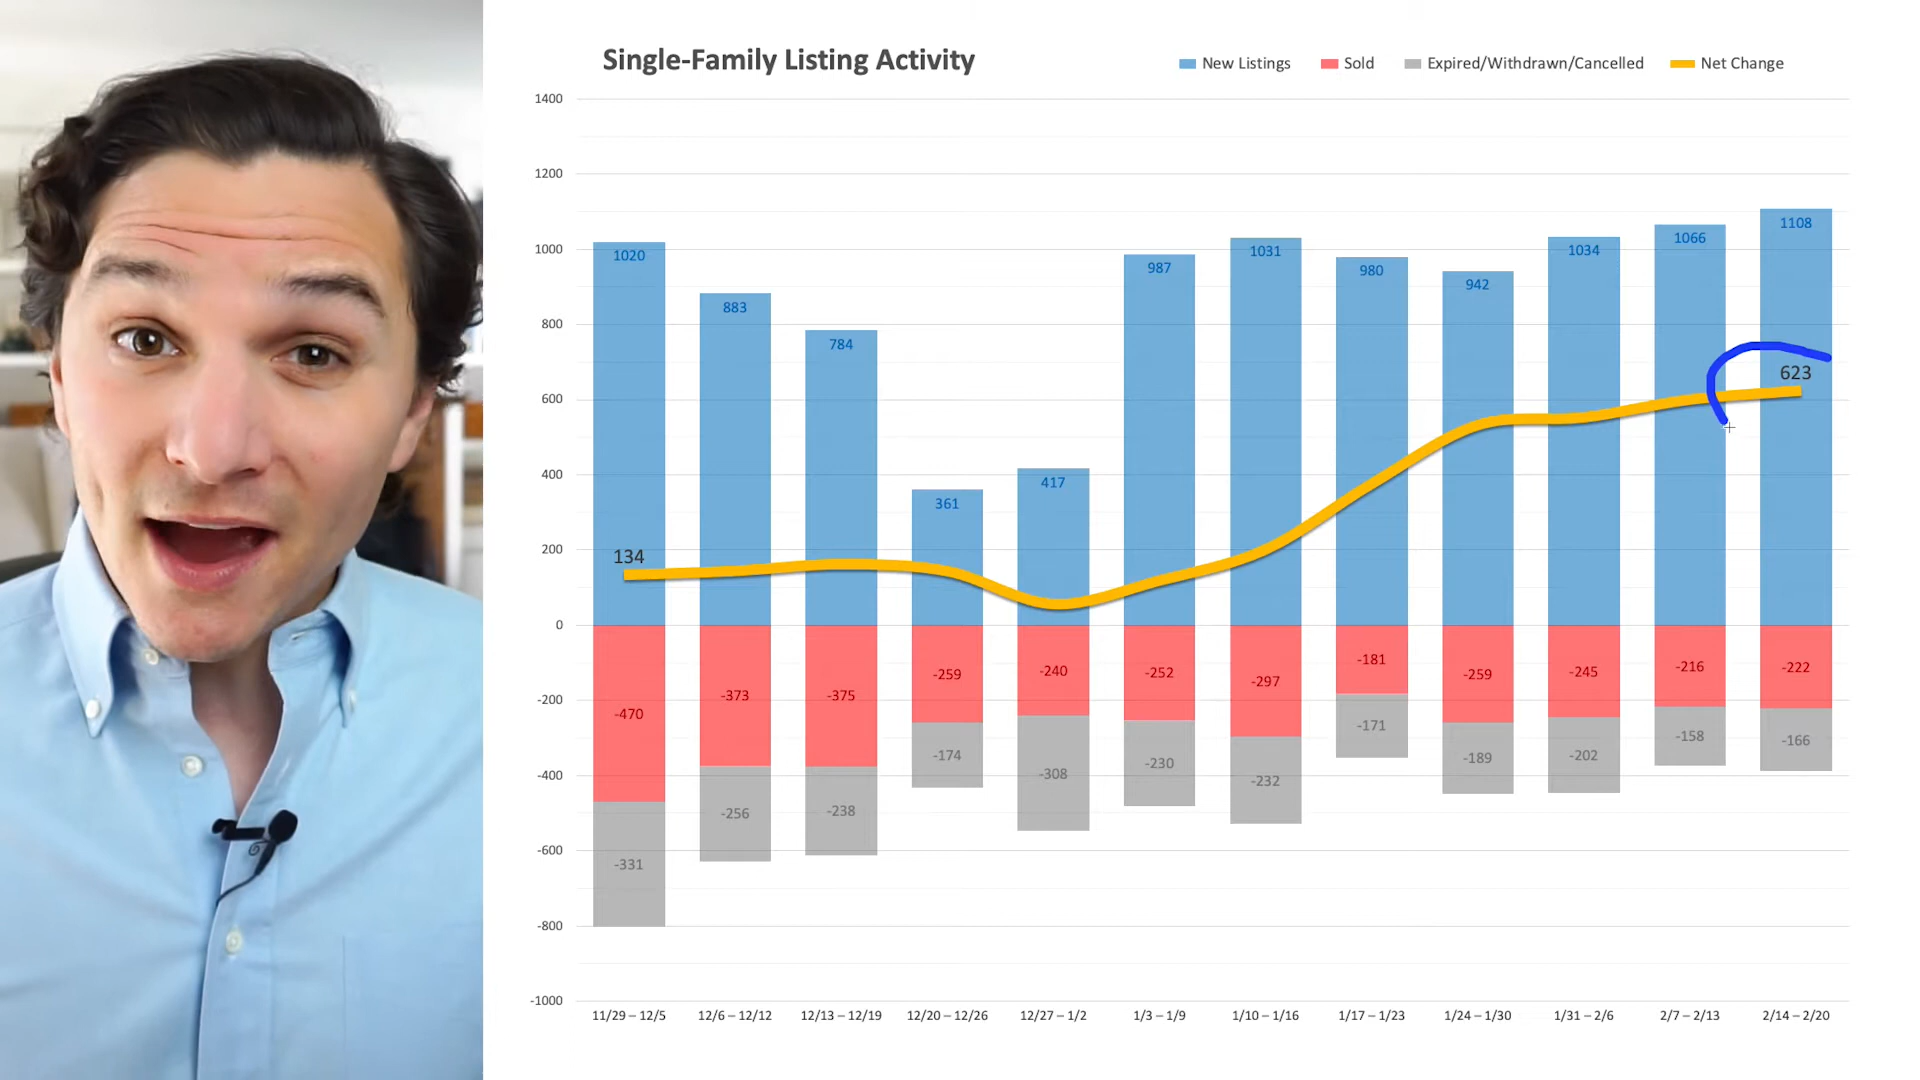 Single-Family Listing Activity
New Listings Sold Expired/Withdrawn/Cancelled Net Change
1400
1200
1000
800
600
400
200
0
-200
-400
-600
-800
-1000
1020 883 784 361 417 987 1031 980 942 1034 1066 1108
134 623
-470 -373 -375 -259 -240 -252 -297 -181 -259 -245 -216 -222
-331 -256 -238 -174 -308 -230 -232 -171 -189 -202 -158 -166
11/29 – 12/5 12/6 – 12/12 12/13 – 12/19 12/20 – 12/26 12/27 – 1/2 1/3 – 1/9 1/10 – 1/16 1/17 – 1/23 1/24 – 1/30 1/31 – 2/6 2/7 – 2/13 2/14 – 2/20